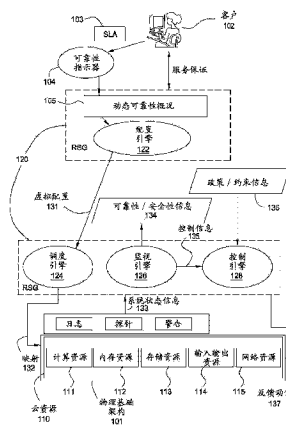 103
SLA
客户
102
可靠性
指示器
104
服务保证
105
动态可靠性概况
配置
引擎
122
RSG
120
虚拟配置
131
可靠性/安全性信息
134
政策/约束信息
136
控制信息
135
调度
引擎
124
监视
引擎
126
控制
引擎
128
RSG
系统状态信息
133
日志
探针
警告
映射
132
计算资源
内存资源
存储资源
输入输出
资源
网络资源
111
112
113
114
115
云资源
110
物理基础
架构
101
反馈动
137